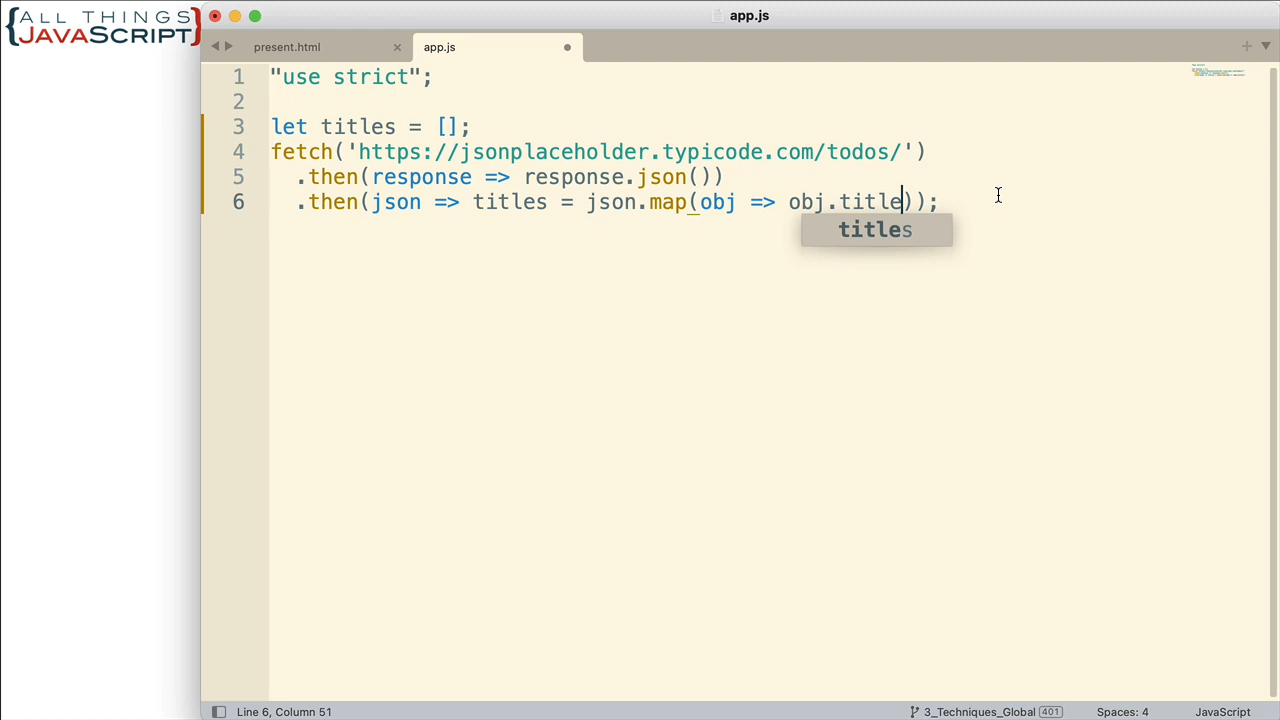 {ALL THINGS
JAVASCRIPT}
app.js
present.html
app.js
1 "use strict";
2
3 let titles = [];
4 fetch('https://jsonplaceholder.typicode.com/todos/')
5 .then(response => response.json())
6 .then(json => titles = json.map(obj => obj.title));
titles
Line 6, Column 51
3_Techniques_Global 401
Spaces: 4
JavaScript